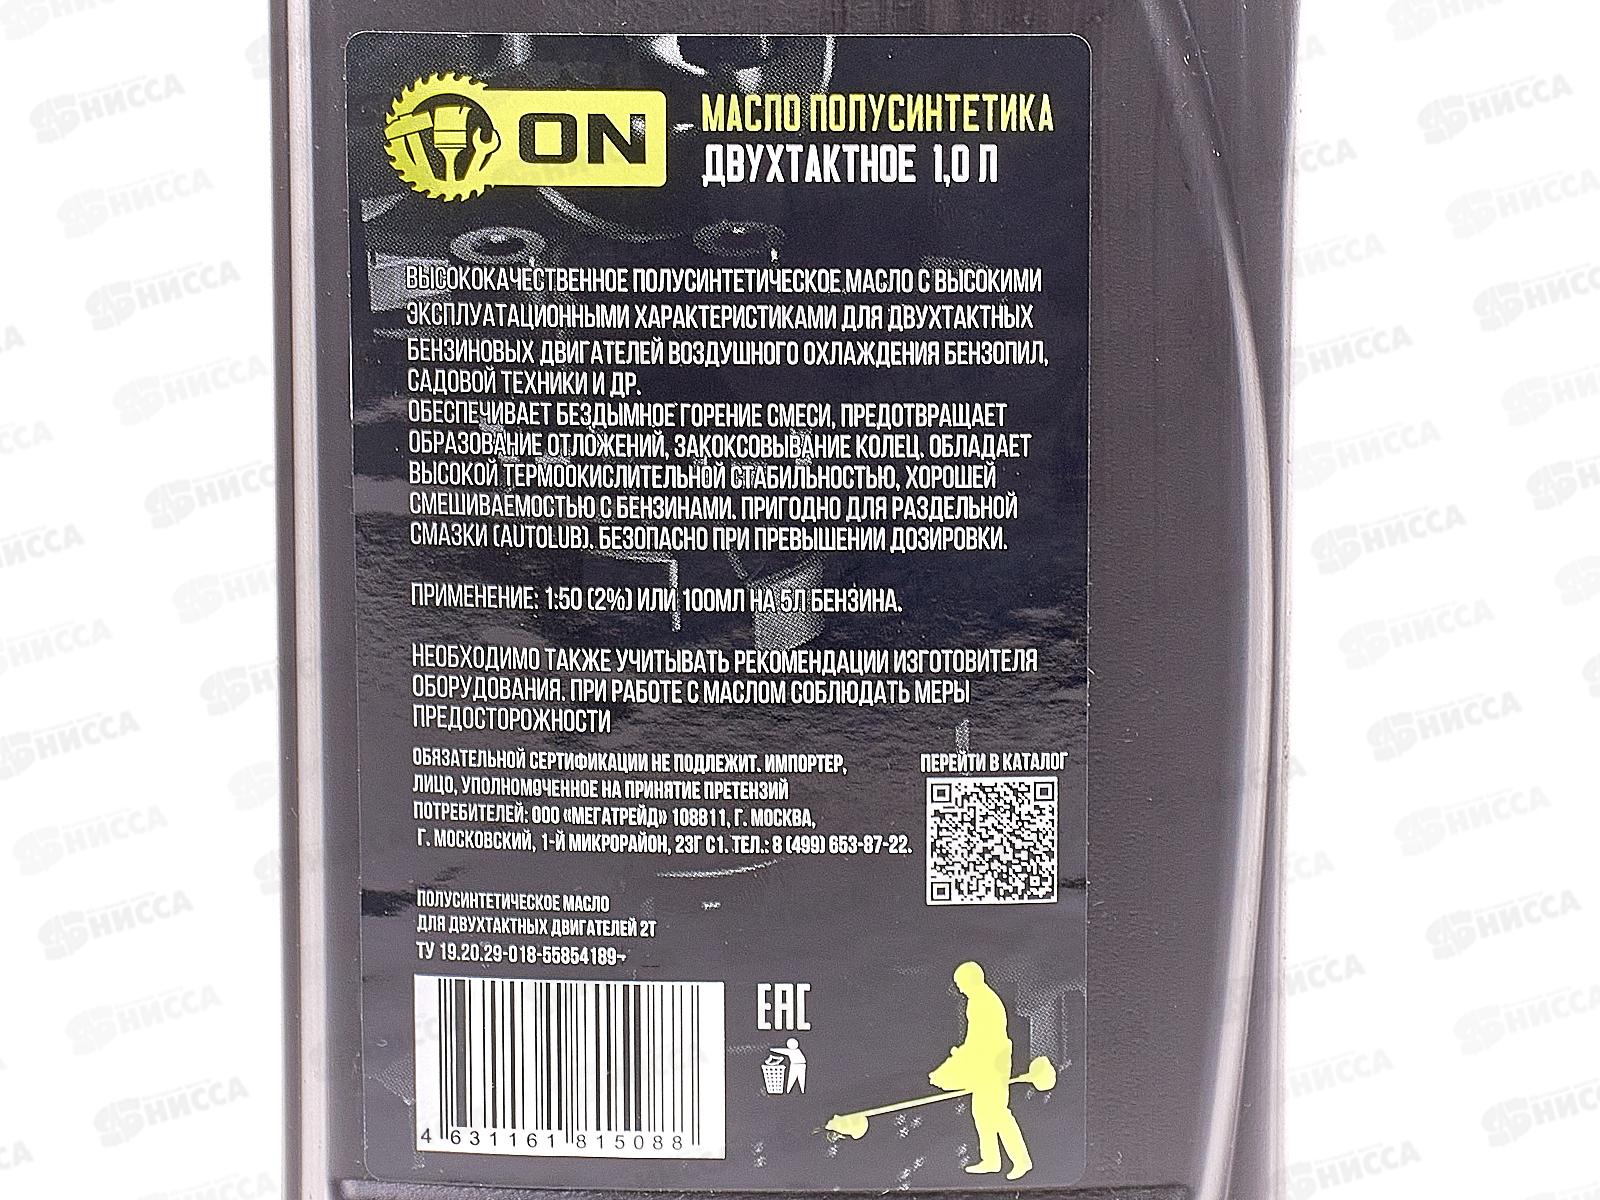 ON
МАСЛО ПОЛУСИНТЕТИКА
ДВУХТАКТНОЕ 1,0 Л
ВЫСОКОКАЧЕСТВЕННОЕ ПОЛУСИНТЕТИЧЕСКОЕ МАСЛО С ВЫСОКИМИ
ЭКСПЛУАТАЦИОННЫМИ ХАРАКТЕРИСТИКАМИ ДЛЯ ДВУХТАКТНЫХ
БЕНЗИНОВЫХ ДВИГАТЕЛЕЙ ВОЗДУШНОГО ОХЛАЖДЕНИЯ БЕНЗОПИЛ,
САДОВОЙ ТЕХНИКИ И ДР.
ОБЕСПЕЧИВАЕТ БЕЗДЫМНОЕ ГОРЕНИЕ СМЕСИ, ПРЕДОТВРАЩАЕТ
ОБРАЗОВАНИЕ ОТЛОЖЕНИЙ, ЗАКОКСОВЫВАНИЕ КОЛЕЦ. ОБЛАДАЕТ
ВЫСОКОЙ ТЕРМООКИСЛИТЕЛЬНОЙ СТАБИЛЬНОСТЬЮ, ХОРОШЕЙ
СМЕШИВАЕМОСТЬЮ С БЕНЗИНАМИ. ПРИГОДНО ДЛЯ РАЗДЕЛЬНОЙ
СМАЗКИ (AUTOLUB). БЕЗОПАСНО ПРИ ПРЕВЫШЕНИИ ДОЗИРОВКИ.
ПРИМЕНЕНИЕ: 1:50 (2%) ИЛИ 100МЛ НА 5Л БЕНЗИНА.
НЕОБХОДИМО ТАКЖЕ УЧИТЫВАТЬ РЕКОМЕНДАЦИИ ИЗГОТОВИТЕЛЯ
ОБОРУДОВАНИЯ. ПРИ РАБОТЕ С МАСЛОМ СОБЛЮДАТЬ МЕРЫ
ПРЕДОСТОРОЖНОСТИ
ОБЯЗАТЕЛЬНОЙ СЕРТИФИКАЦИИ НЕ ПОДЛЕЖИТ. ИМПОРТЕР,
ЛИЦО, УПОЛНОМОЧЕННОЕ НА ПРИНЯТИЕ ПРЕТЕНЗИЙ
ПОТРЕБИТЕЛЕЙ: ООО «МЕГАТРЕЙД» 108811, Г. МОСКВА,
Г. МОСКОВСКИЙ, 1-Й МИКРОРАЙОН, 23Г С1. ТЕЛ.: 8 (499) 653-87-22.
ПЕРЕЙТИ В КАТАЛОГ
ПОЛУСИНТЕТИЧЕСКОЕ МАСЛО
ДЛЯ ДВУХТАКТНЫХ ДВИГАТЕЛЕЙ 2Т
ТУ 19.20.29-018-55854189-
4 631161 815088
EAC
НИССА